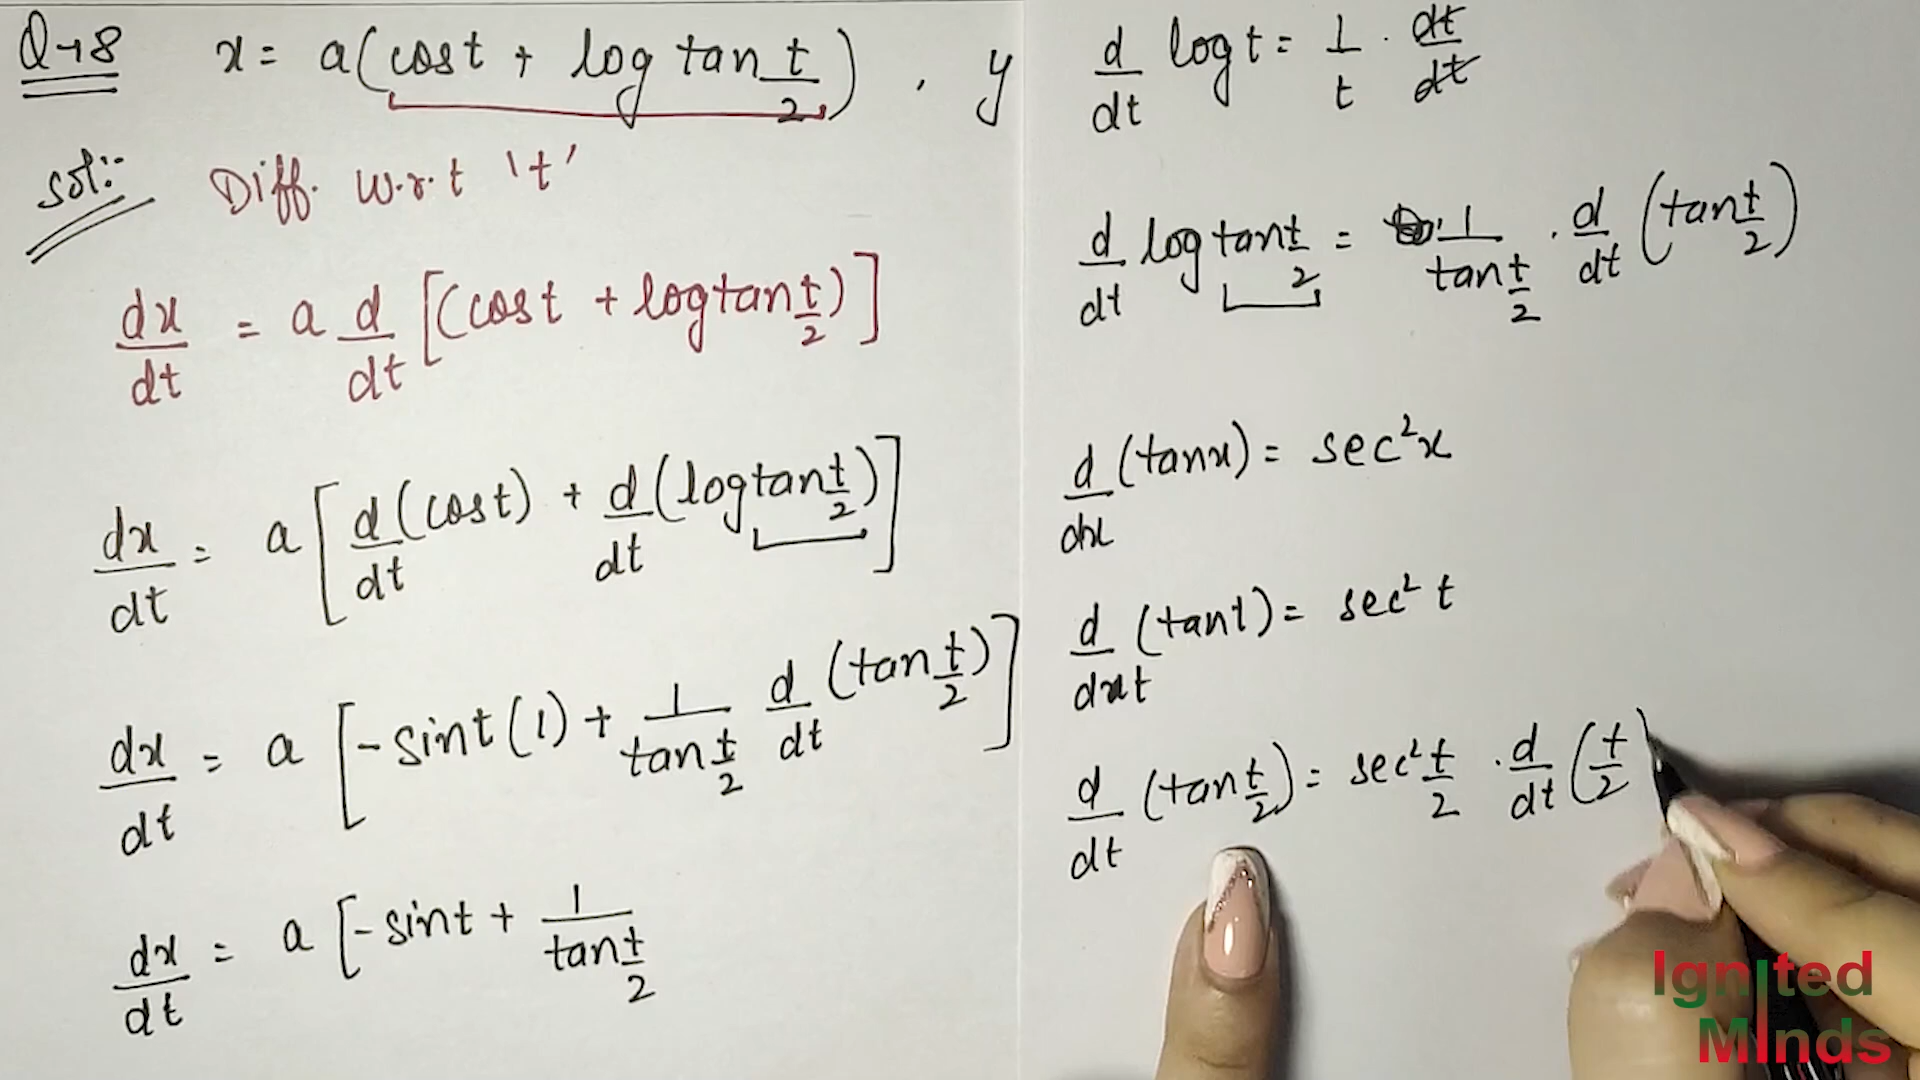 Q→8 x = a(cost + log tan t/2) , y
Sol:-
Diff. w.r.t 't'
dx/dt = a d/dt [(cost + log tan t/2)]
dx/dt = a [d/dt (cost) + d/dt (log tan t/2)]
dx/dt = a [-sint (1) + 1/(tan t/2) d/dt (tan t/2)]
dx/dt = a [-sint + 1/(tan t/2)
d/dt log t = 1/t . dt/dt
d/dt log tan t/2 = 1/(tan t/2) . d/dt (tan t/2)
d/dx (tanx) = sec²x
d/dt (tant) = sec² t
d/dt (tan t/2) = sec² t/2 . d/dt (t/2)
Ignited
Minds